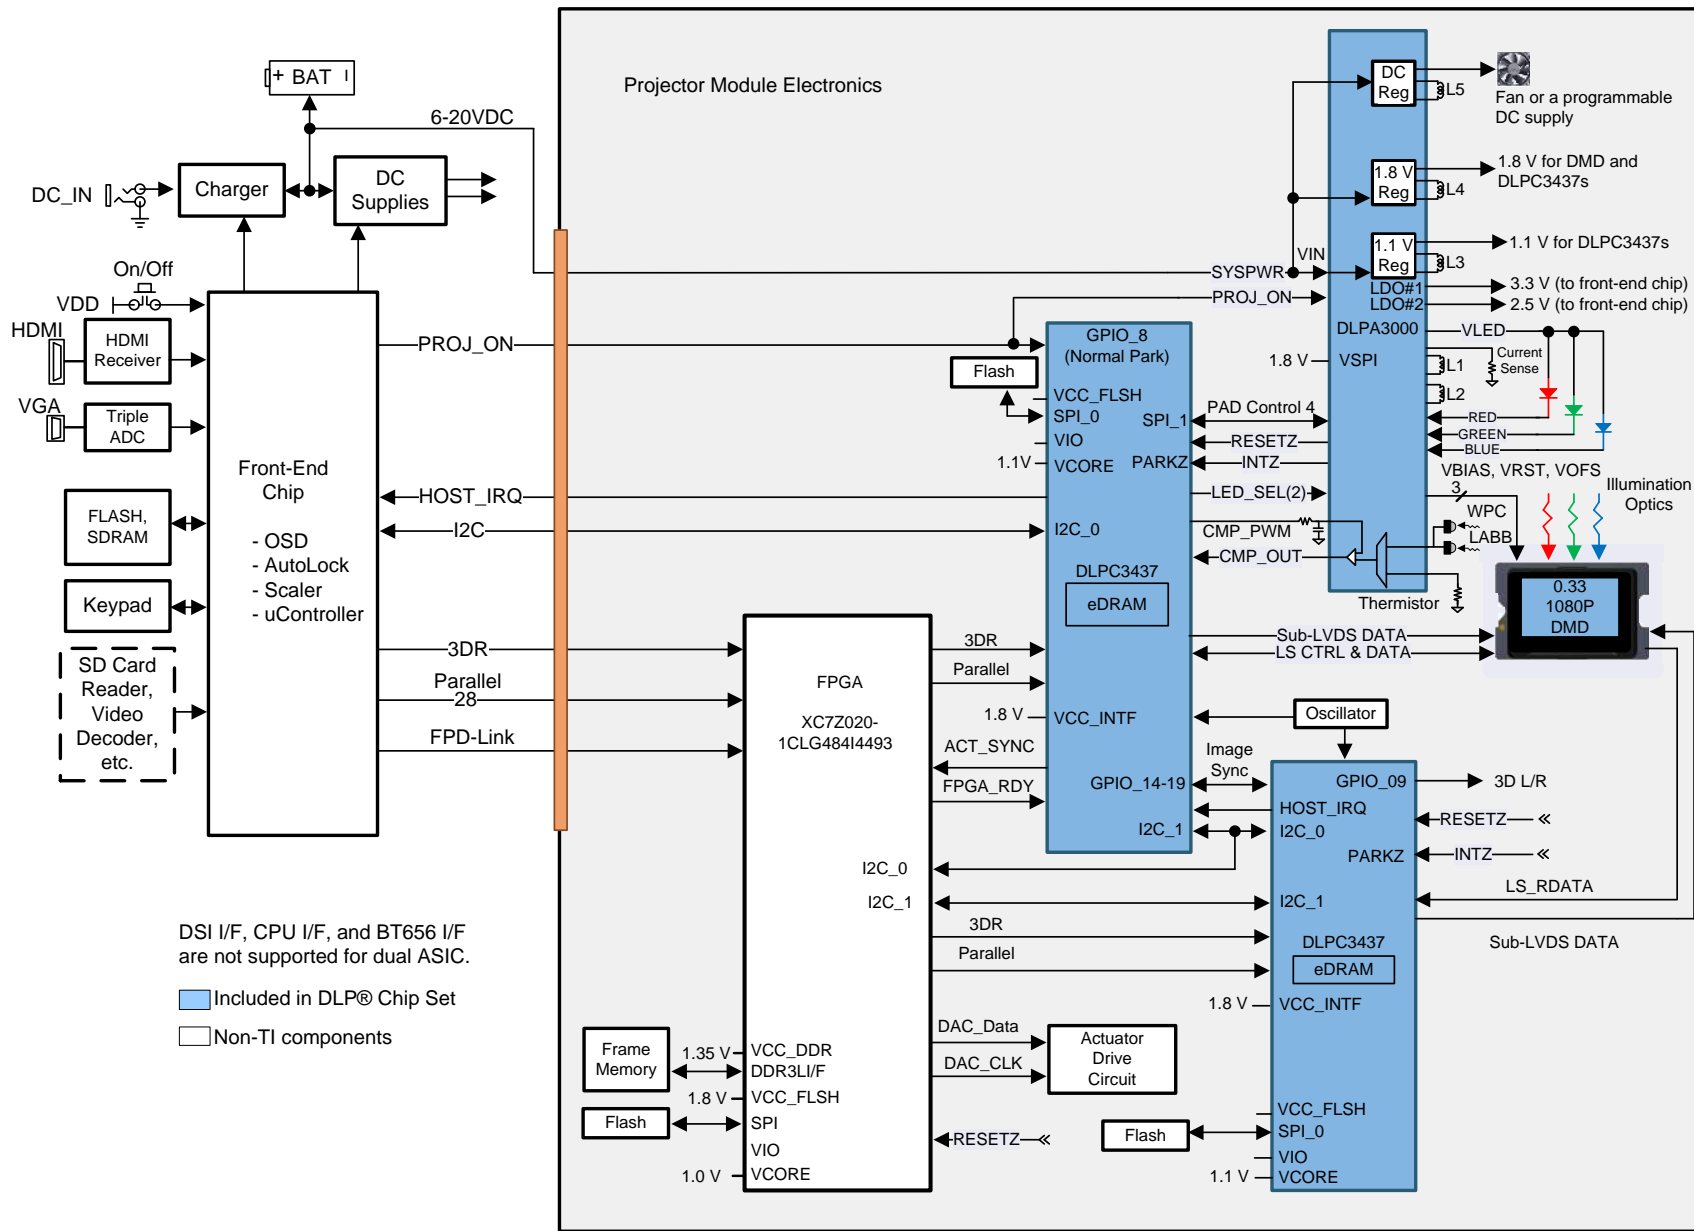 Projector Module Electronics
+ BAT
6-20VDC
DC_IN
Charger
DC
Supplies
On/Off
VDD
HDMI
HDMI
Receiver
VGA
Triple
ADC
FLASH,
SDRAM
Keypad
SD Card
Reader,
Video
Decoder,
etc.
Front-End
Chip
- OSD
- AutoLock
- Scaler
- uController
PROJ_ON
HOST_IRQ
I2C
3DR
Parallel
28
FPD-Link
DSI I/F, CPU I/F, and BT656 I/F
are not supported for dual ASIC.
Included in DLP® Chip Set
Non-TI components
FPGA
XC7Z020-
1CLG484I4493
I2C_0
I2C_1
VCC_DDR
DDR3LI/F
VCC_FLSH
SPI
VIO
VCORE
1.35 V
1.8 V
1.0 V
Frame
Memory
Flash
3DR
Parallel
ACT_SYNC
FPGA_RDY
3DR
Parallel
DAC_Data
DAC_CLK
RESETZ
Actuator
Drive
Circuit
Flash
GPIO_8
(Normal Park)
VCC_FLSH
SPI_0
VIO
1.1V
VCORE
SPI_1
PARKZ
I2C_0
DLPC3437
eDRAM
1.8 V
VCC_INTF
GPIO_14-19
I2C_1
SYSPWR
VIN
PROJ_ON
1.8 V
VSPI
PAD Control 4
RESETZ
INTZ
LED_SEL(2)
CMP_PWM
CMP_OUT
DC
Reg
L5
Fan or a programmable
DC supply
1.8 V
Reg
L4
1.8 V for DMD and
DLPC3437s
1.1 V
Reg
L3
1.1 V for DLPC3437s
LDO#1
3.3 V (to front-end chip)
LDO#2
2.5 V (to front-end chip)
DLPA3000
VLED
Current
Sense
L1
L2
RED
GREEN
BLUE
VBIAS, VRST, VOFS
3
Illumination
Optics
WPC
LABB
Thermistor
0.33
1080P
DMD
Sub-LVDS DATA
LS CTRL & DATA
Oscillator
Image
Sync
GPIO_09
3D L/R
HOST_IRQ
I2C_0
RESETZ
PARKZ
INTZ
LS_RDATA
I2C_1
DLPC3437
eDRAM
Sub-LVDS DATA
1.8 V
VCC_INTF
VCC_FLSH
Flash
SPI_0
VIO
1.1 V
VCORE